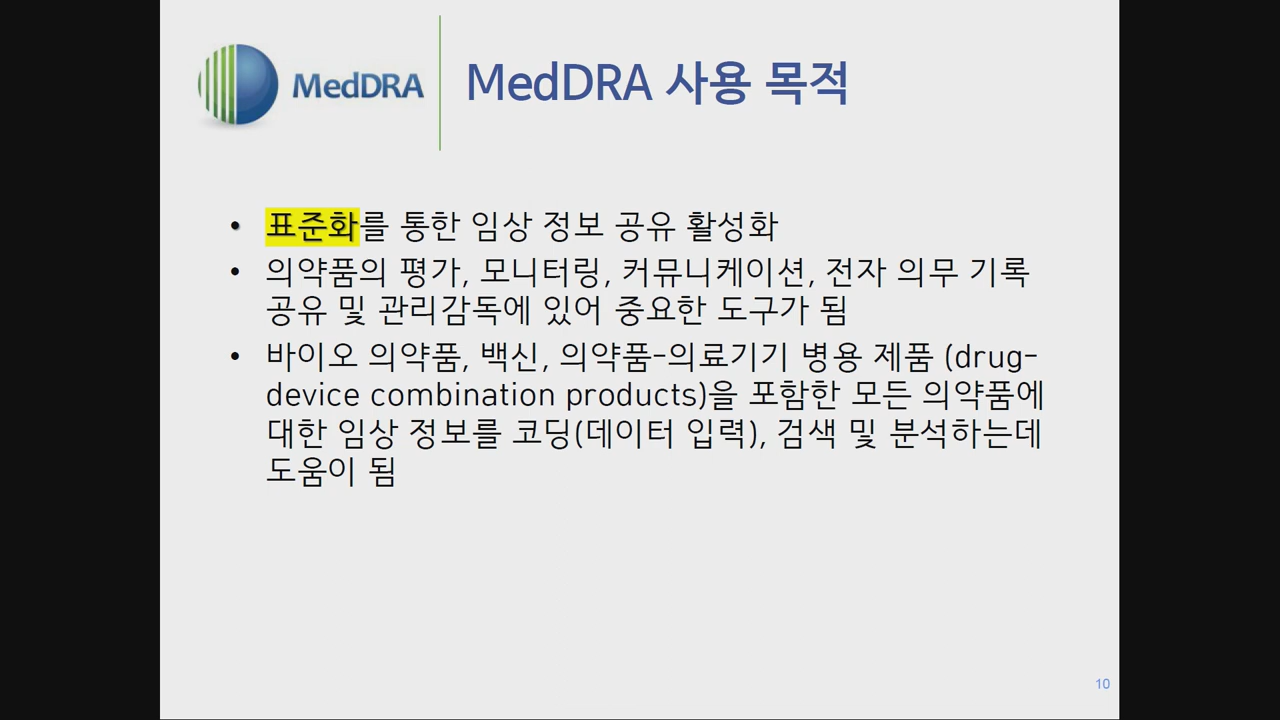 MedDRA
MedDRA 사용 목적
• 표준화를 통한 임상 정보 공유 활성화
• 의약품의 평가, 모니터링, 커뮤니케이션, 전자 의무 기록
공유 및 관리감독에 있어 중요한 도구가 됨
• 바이오 의약품, 백신, 의약품-의료기기 병용 제품 (drug-
device combination products)을 포함한 모든 의약품에
대한 임상 정보를 코딩(데이터 입력), 검색 및 분석하는데
도움이 됨
10